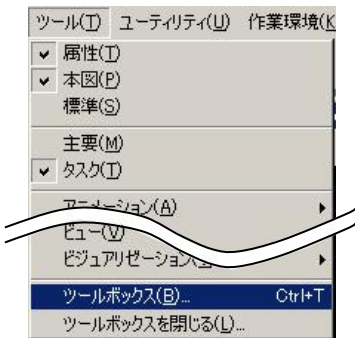 ツール(T) ユーティリティ(U) 作業環境(K
属性(T)
本図(P)
標準(S)
主要(M)
タスク(T)
アニメーション(A)
ビュー(V)
ビジュアリゼーション
ツールボックス(B)... Ctrl+T
ツールボックスを閉じる(L)...